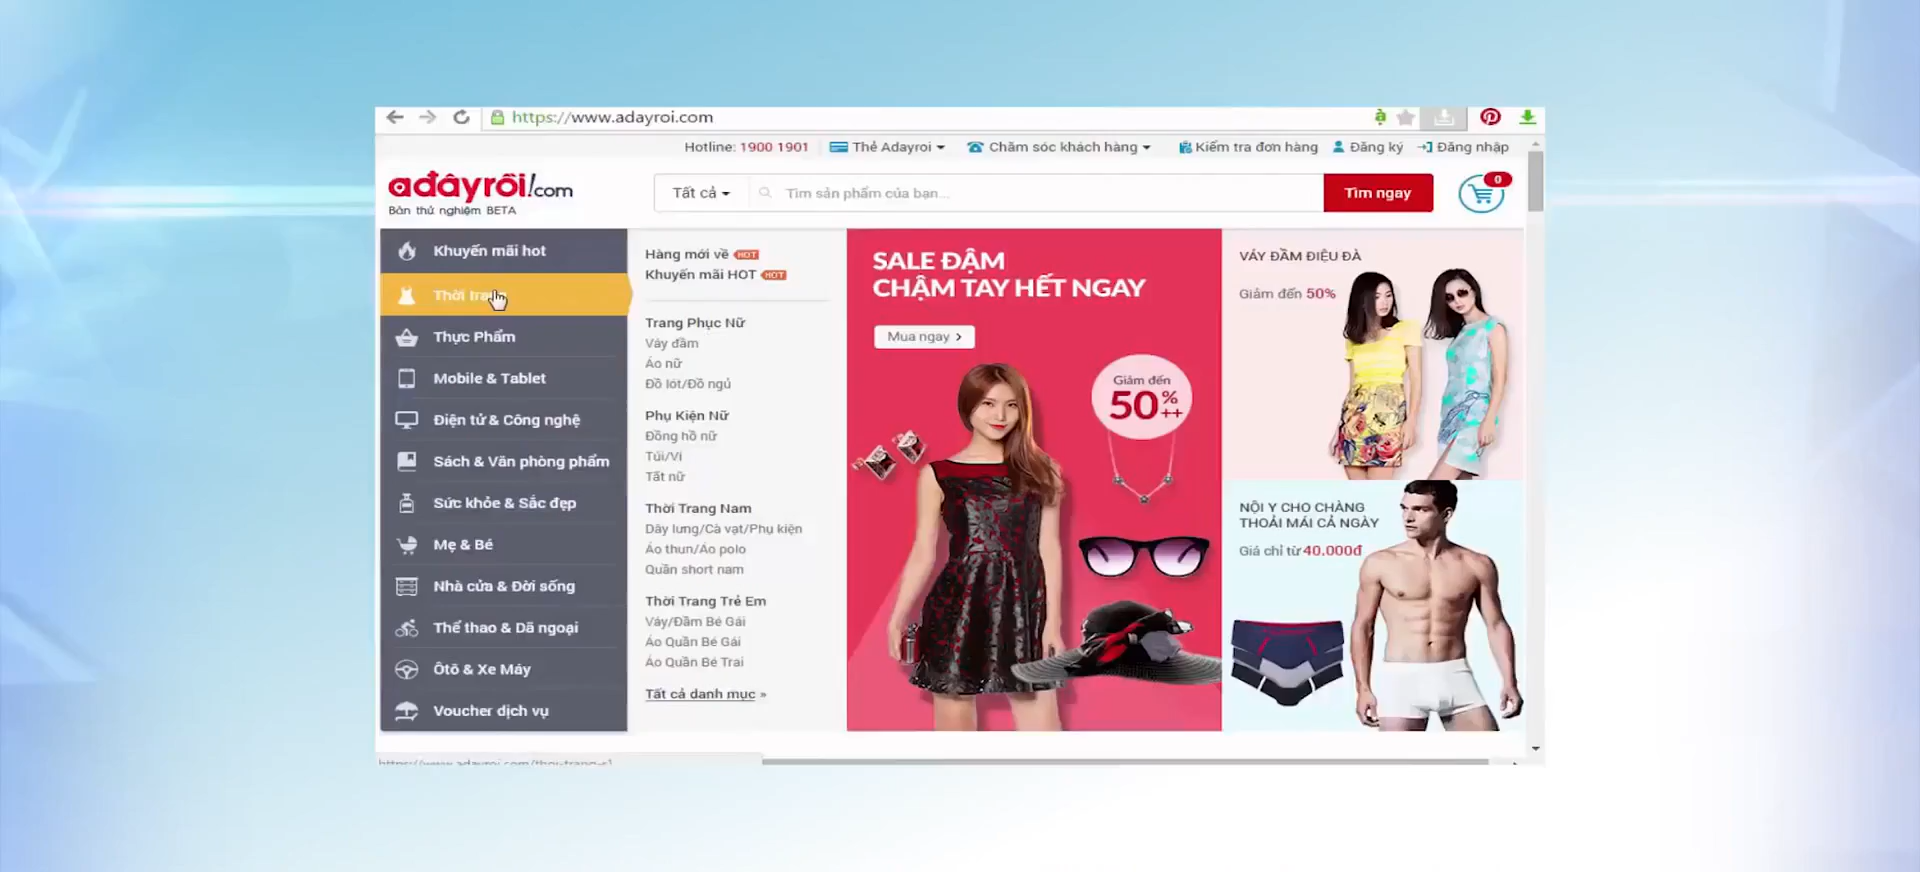 https://www.adayroi.com
Hotline: 1900 1901
Thẻ Adayroi
Chăm sóc khách hàng
Kiểm tra đơn hàng
Đăng ký
Đăng nhập
adâyrồi!.com
Bản thử nghiệm BETA
Tất cả
Tìm sản phẩm của bạn...
Tìm ngay
0
Khuyến mãi hot
Thời
Thực Phẩm
Mobile & Tablet
Điện tử & Công nghệ
Sách & Văn phòng phẩm
Sức khỏe & Sắc đẹp
Mẹ & Bé
Nhà cửa & Đời sống
Thể thao & Dã ngoại
Ôtô & Xe Máy
Voucher dịch vụ
Hàng mới về HOT
Khuyến mãi HOT HOT
Trang Phục Nữ
Váy đầm
Áo nữ
Đồ lót/Đồ ngủ
Phụ Kiện Nữ
Đồng hồ nữ
Túi/Ví
Tất nữ
Thời Trang Nam
Dây lưng/Cà vạt/Phụ kiện
Áo thun/Áo polo
Quần short nam
Thời Trang Trẻ Em
Váy/Đầm Bé Gái
Áo Quần Bé Gái
Áo Quần Bé Trai
Tất cả danh mục »
SALE ĐẬM
CHẬM TAY HẾT NGAY
Mua ngay
Giảm đến
50%++
VÁY ĐẦM ĐIỆU ĐÀ
Giảm đến 50%
NỘI Y CHO CHÀNG
THOẢI MÁI CẢ NGÀY
Giá chỉ từ 40.000đ